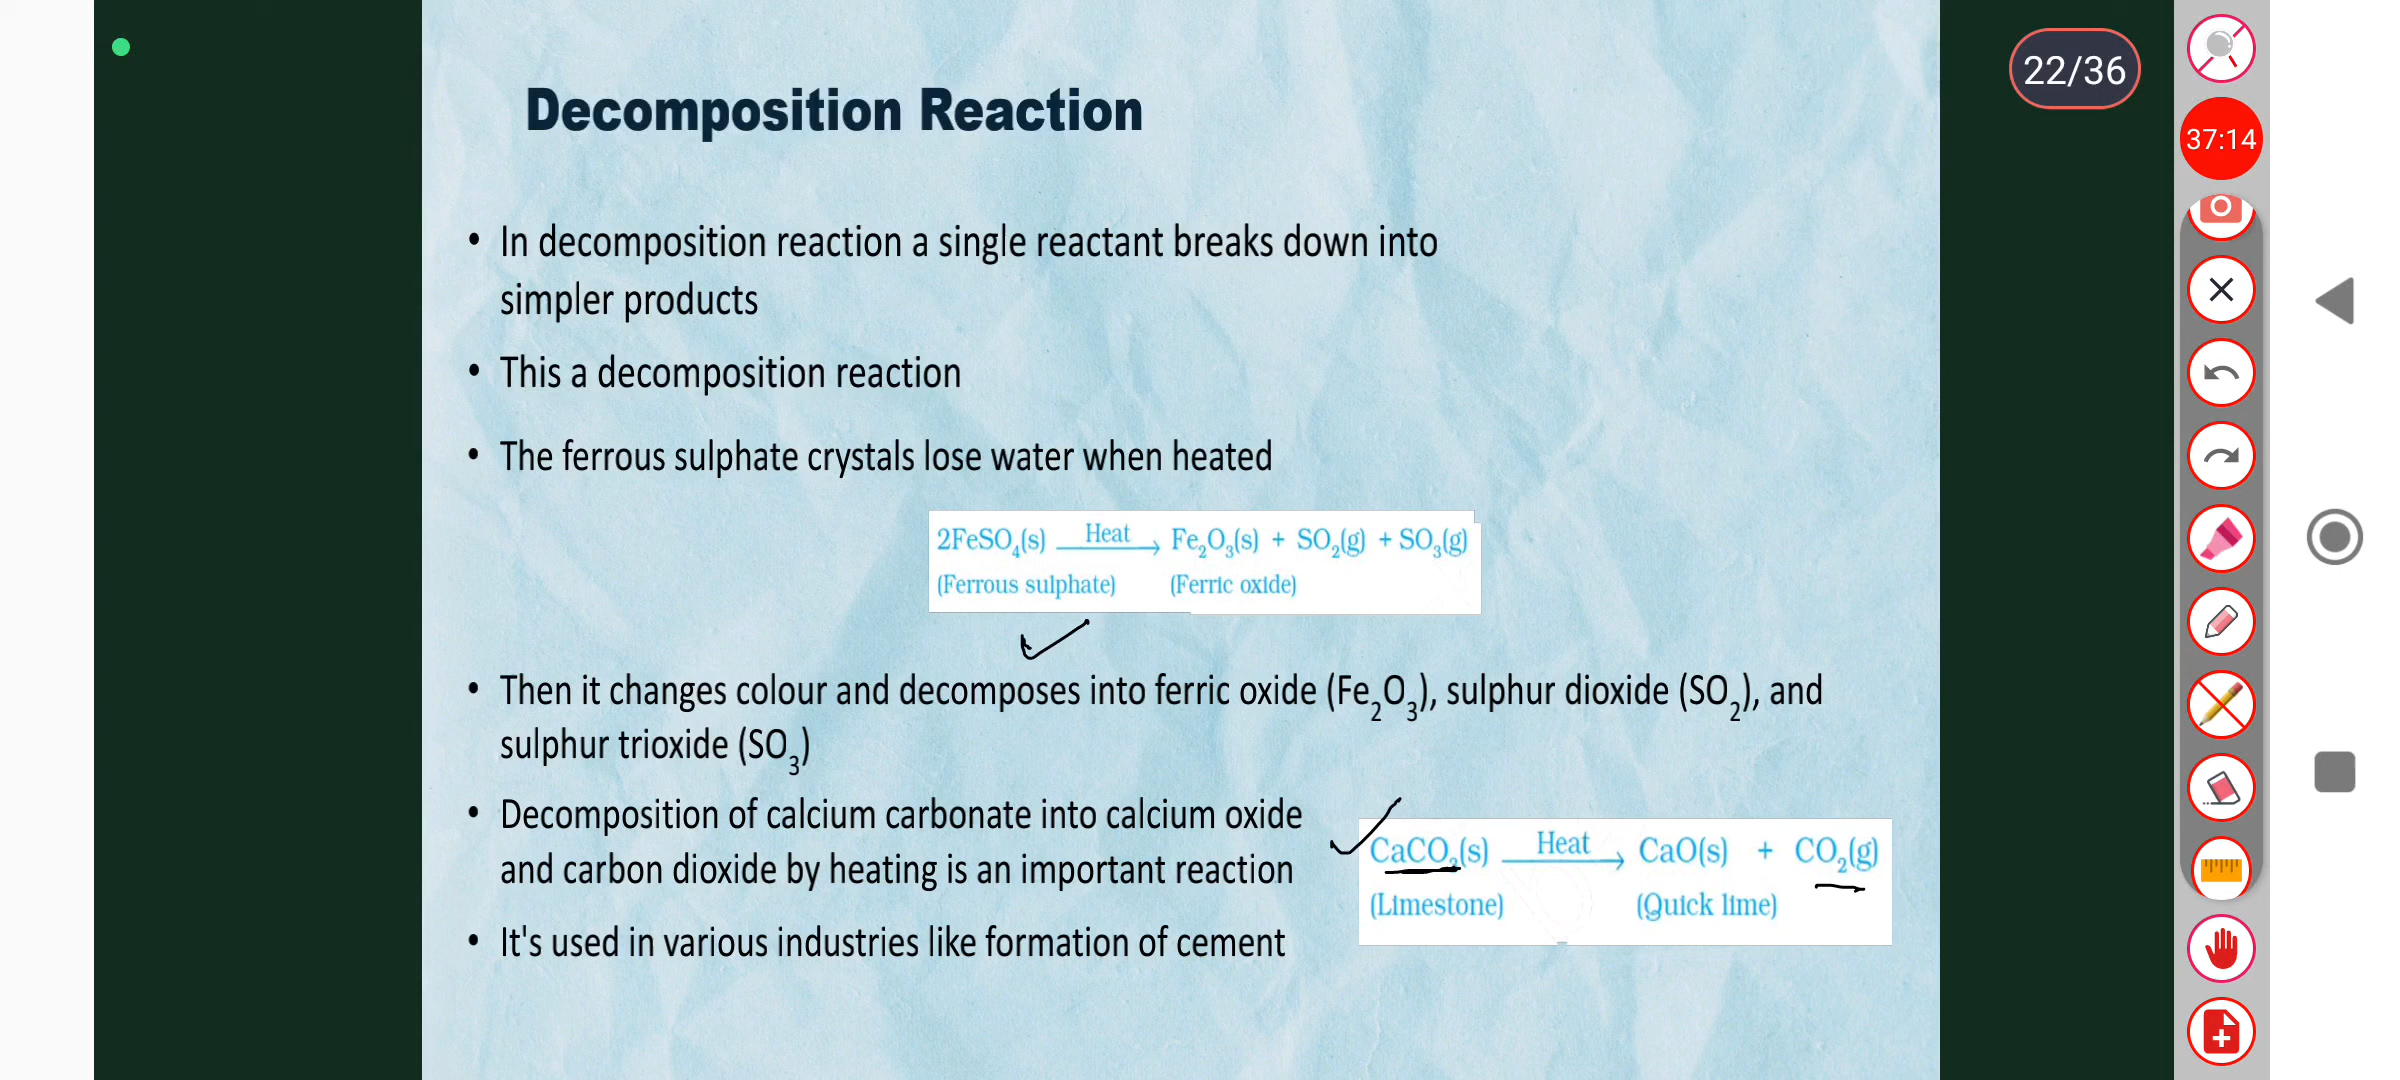 Decomposition Reaction
22/36
37:14
• In decomposition reaction a single reactant breaks down into
simpler products
• This a decomposition reaction
• The ferrous sulphate crystals lose water when heated
2FeSO₄(s) Heat → Fe₂O₃(s) + SO₂(g) + SO₃(g)
(Ferrous sulphate) (Ferric oxide)
• Then it changes colour and decomposes into ferric oxide (Fe₂O₃), sulphur dioxide (SO₂), and
sulphur trioxide (SO₃)
• Decomposition of calcium carbonate into calcium oxide
and carbon dioxide by heating is an important reaction
CaCO₃(s) Heat → CaO(s) + CO₂(g)
(Limestone) (Quick lime)
• It's used in various industries like formation of cement